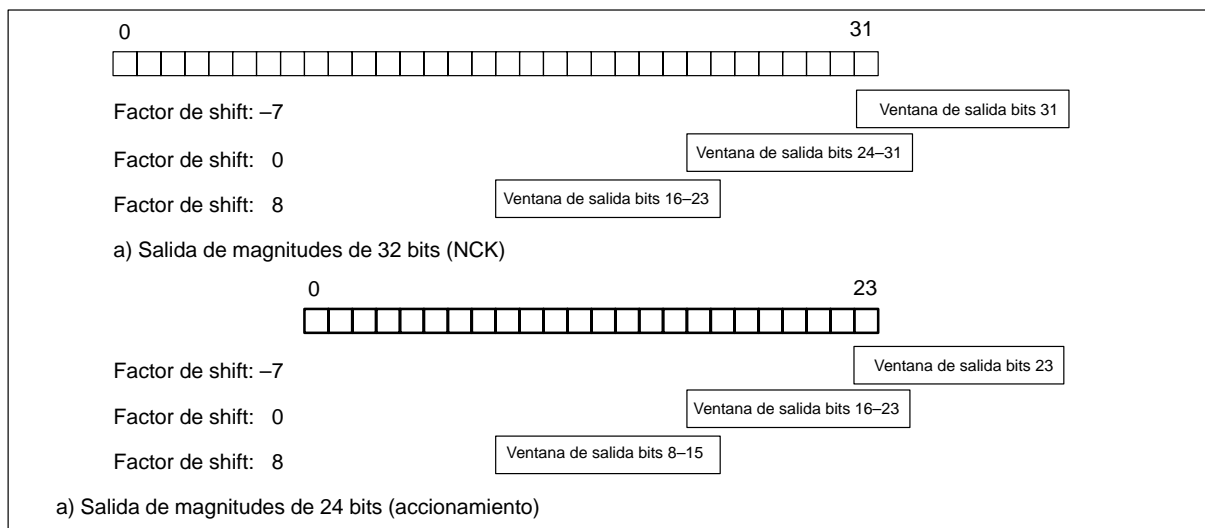 0 31
Factor de shift: –7 Ventana de salida bits 31
Factor de shift: 0 Ventana de salida bits 24–31
Factor de shift: 8 Ventana de salida bits 16–23
a) Salida de magnitudes de 32 bits (NCK)
0 23
Factor de shift: –7 Ventana de salida bits 23
Factor de shift: 0 Ventana de salida bits 16–23
Factor de shift: 8 Ventana de salida bits 8–15
a) Salida de magnitudes de 24 bits (accionamiento)